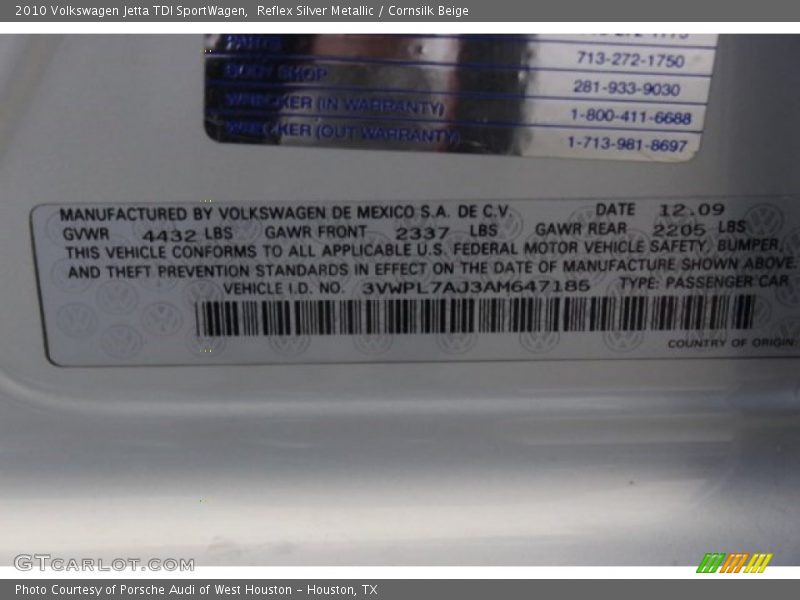 2010 Volkswagen Jetta TDI SportWagen, Reflex Silver Metallic / Cornsilk Beige
PARTS 713-272-1750
BODY SHOP 281-933-9030
WRECKER (IN WARRANTY) 1-800-411-6688
WRECKER (OUT WARRANTY) 1-713-981-8697
MANUFACTURED BY VOLKSWAGEN DE MEXICO S.A. DE C.V. DATE 12.09
GVWR 4432 LBS GAWR FRONT 2337 LBS GAWR REAR 2205 LBS
THIS VEHICLE CONFORMS TO ALL APPLICABLE U.S. FEDERAL MOTOR VEHICLE SAFETY, BUMPER,
AND THEFT PREVENTION STANDARDS IN EFFECT ON THE DATE OF MANUFACTURE SHOWN ABOVE.
VEHICLE I.D. NO. 3VWPL7AJ3AM647185 TYPE: PASSENGER CAR
COUNTRY OF ORIGIN:
GTcarlot.com
Photo Courtesy of Porsche Audi of West Houston - Houston, TX